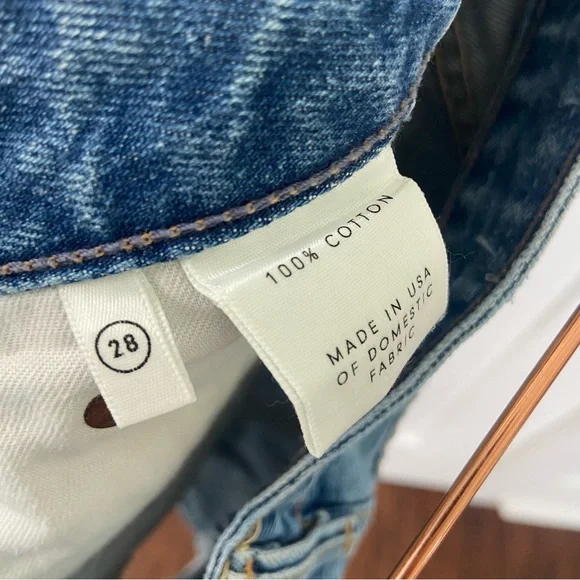 100% COTTON
MADE IN USA
OF DOMESTIC
FABRIC
28